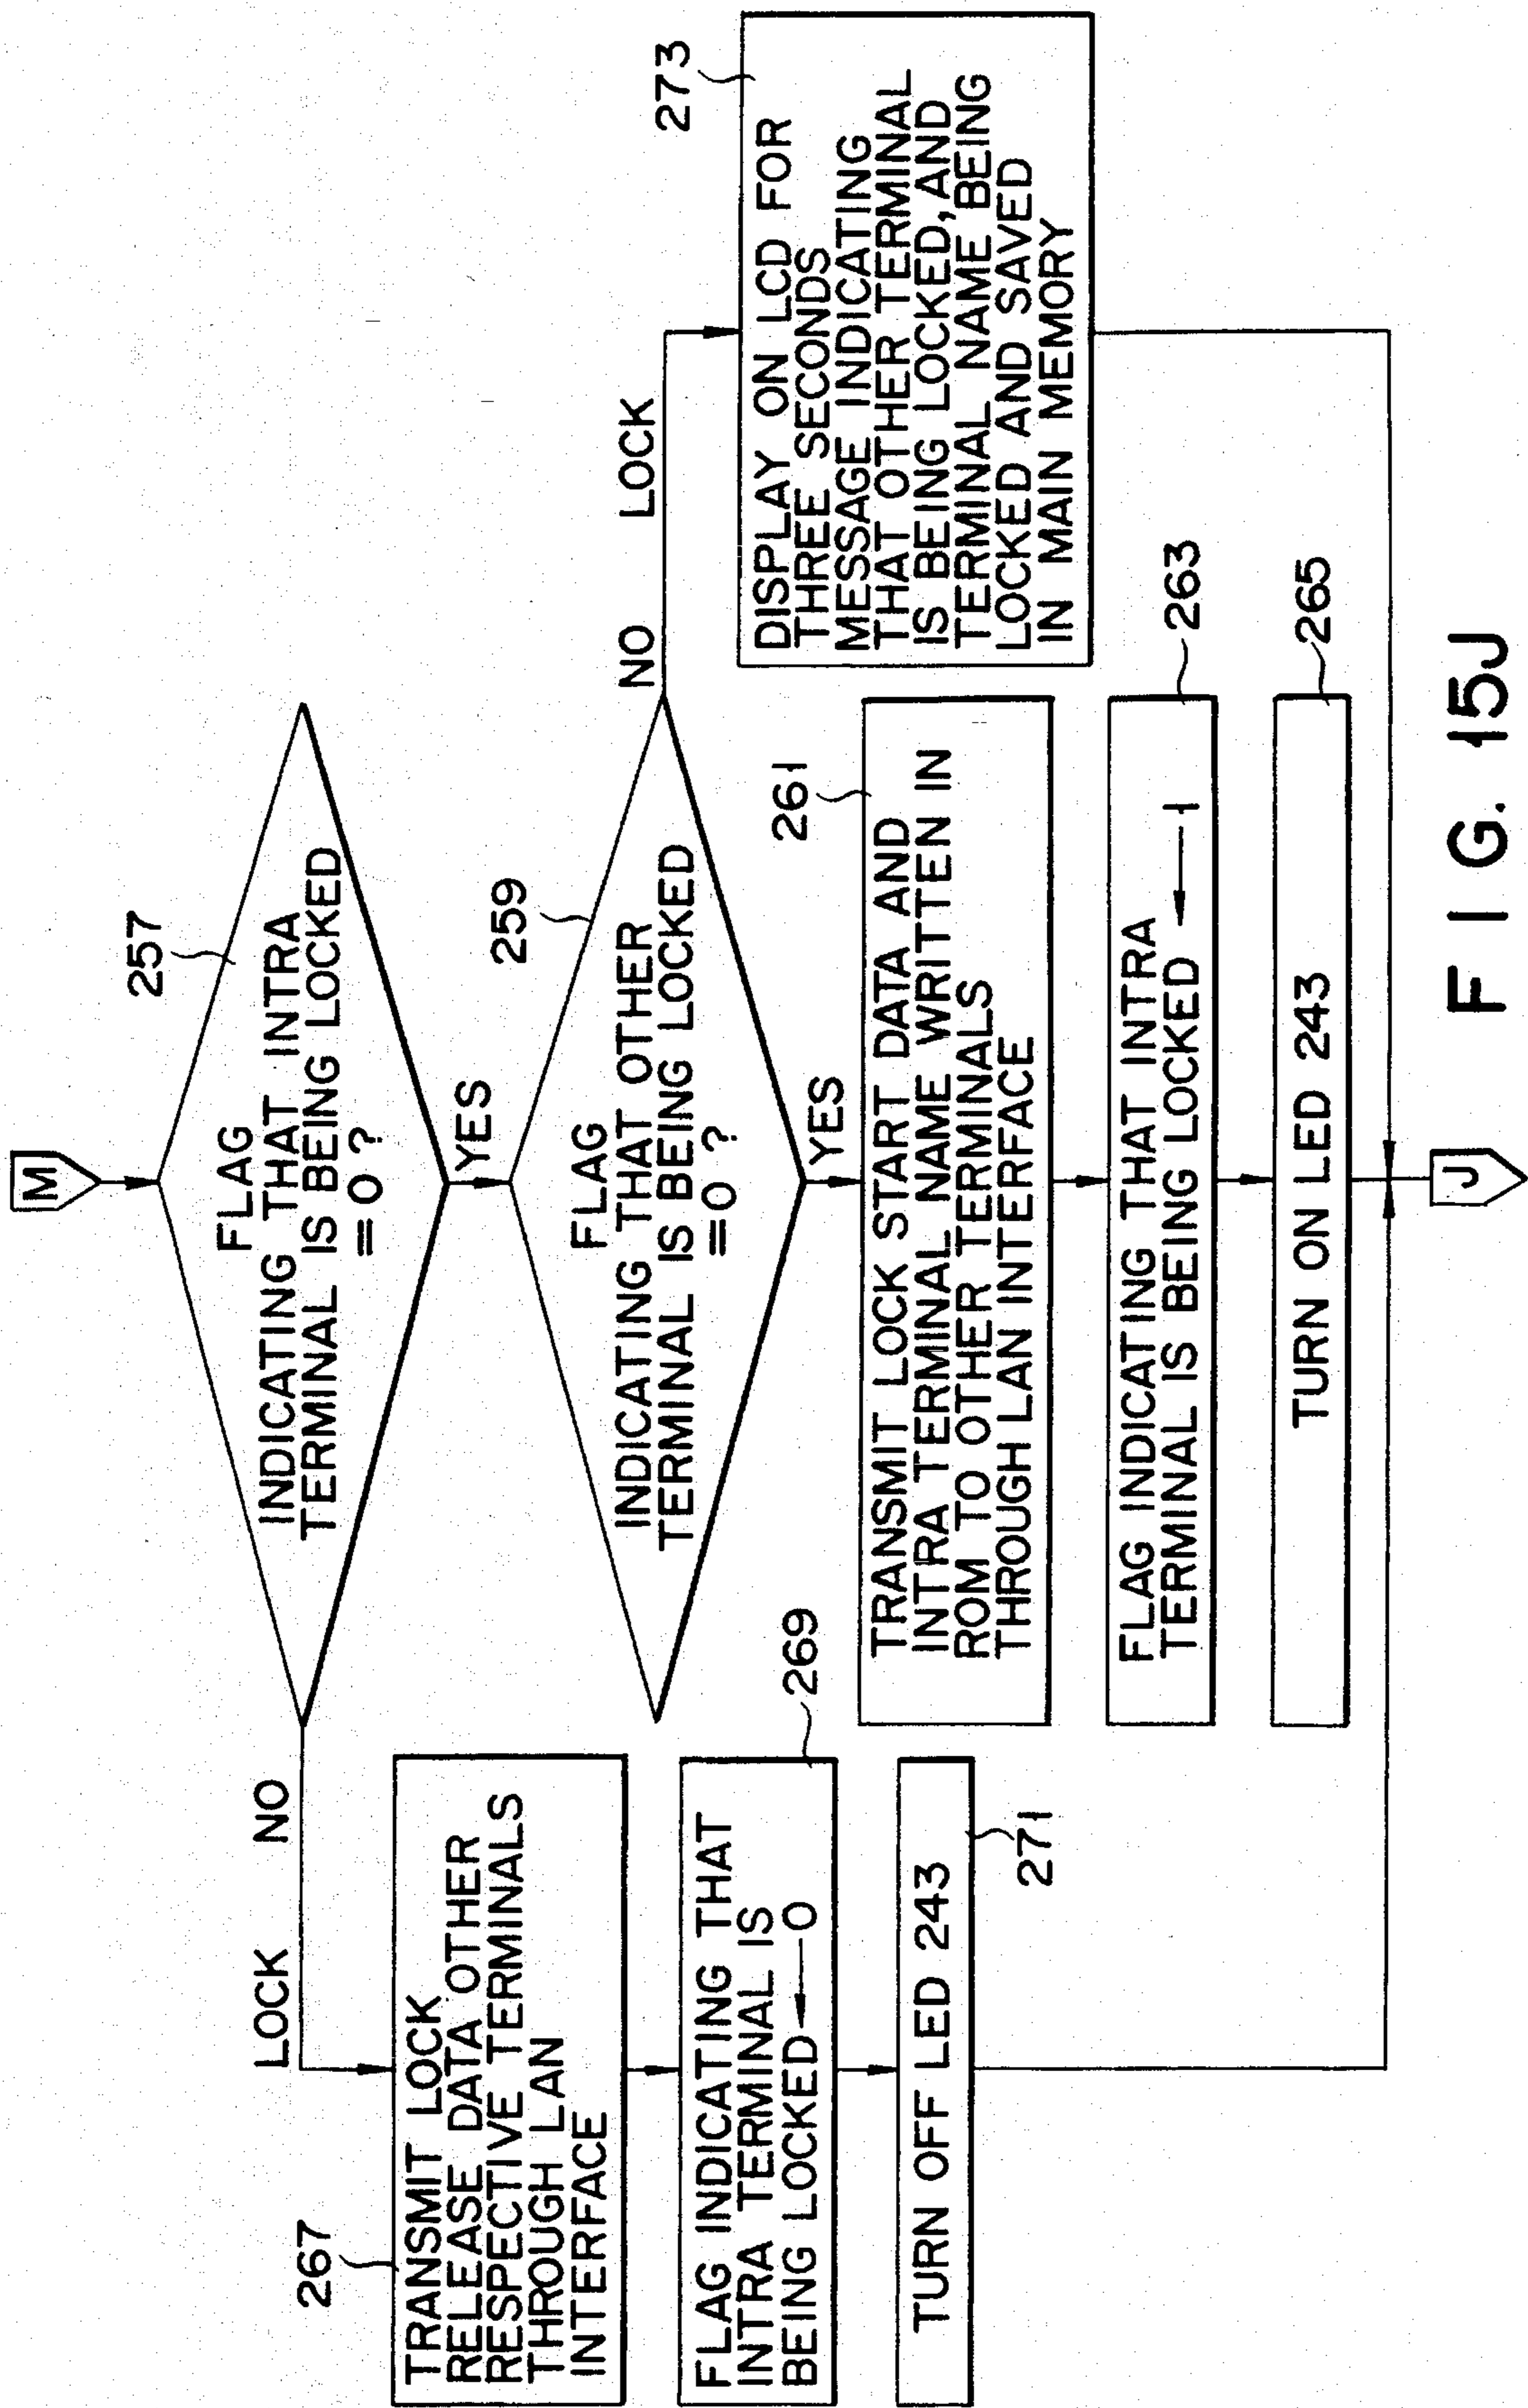 M
257
FLAG
INDICATING THAT INTRA
TERMINAL IS BEING LOCKED
=0 ?
LOCK NO
YES
259
FLAG
INDICATING THAT OTHER
TERMINAL IS BEING LOCKED
=0 ?
NO LOCK
YES
267
TRANSMIT LOCK
RELEASE DATA OTHER
RESPECTIVE TERMINALS
THROUGH LAN
INTERFACE
269
FLAG INDICATING THAT
INTRA TERMINAL IS
BEING LOCKED ← 0
TURN OFF LED 243
271
261
TRANSMIT LOCK START DATA AND
INTRA TERMINAL NAME WRITTEN IN
ROM TO OTHER TERMINALS
THROUGH LAN INTERFACE
263
FLAG INDICATING THAT INTRA
TERMINAL IS BEING LOCKED ← 1
265
TURN ON LED 243
273
DISPLAY ON LCD FOR
THREE SECONDS
MESSAGE INDICATING
THAT OTHER TERMINAL
IS BEING LOCKED, AND
TERMINAL NAME BEING
LOCKED AND SAVED
IN MAIN MEMORY
J
FIG. 15J